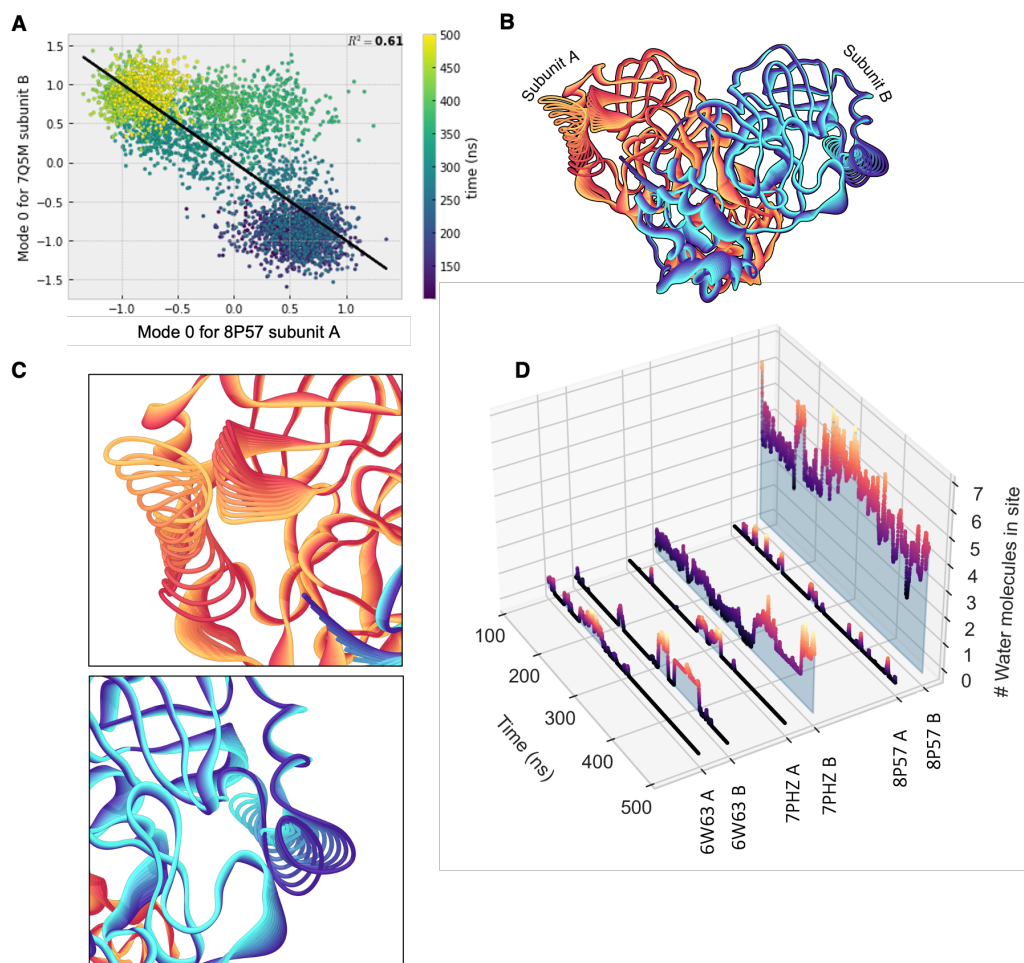 A
R² = 0.61
1.5
1.0
0.5
0.0
−0.5
−1.0
−1.5
Mode 0 for 7Q5M subunit B
−1.0
−0.5
0.0
0.5
1.0
Mode 0 for 8P57 subunit A
500
450
400
350
300
250
200
150
time (ns)
B
Subunit A
Subunit B
C
D
7
6
5
4
3
2
1
0
# Water molecules in site
100
200
300
400
500
Time (ns)
6W63 A
6W63 B
7PHZ A
7PHZ B
8P57 A
8P57 B